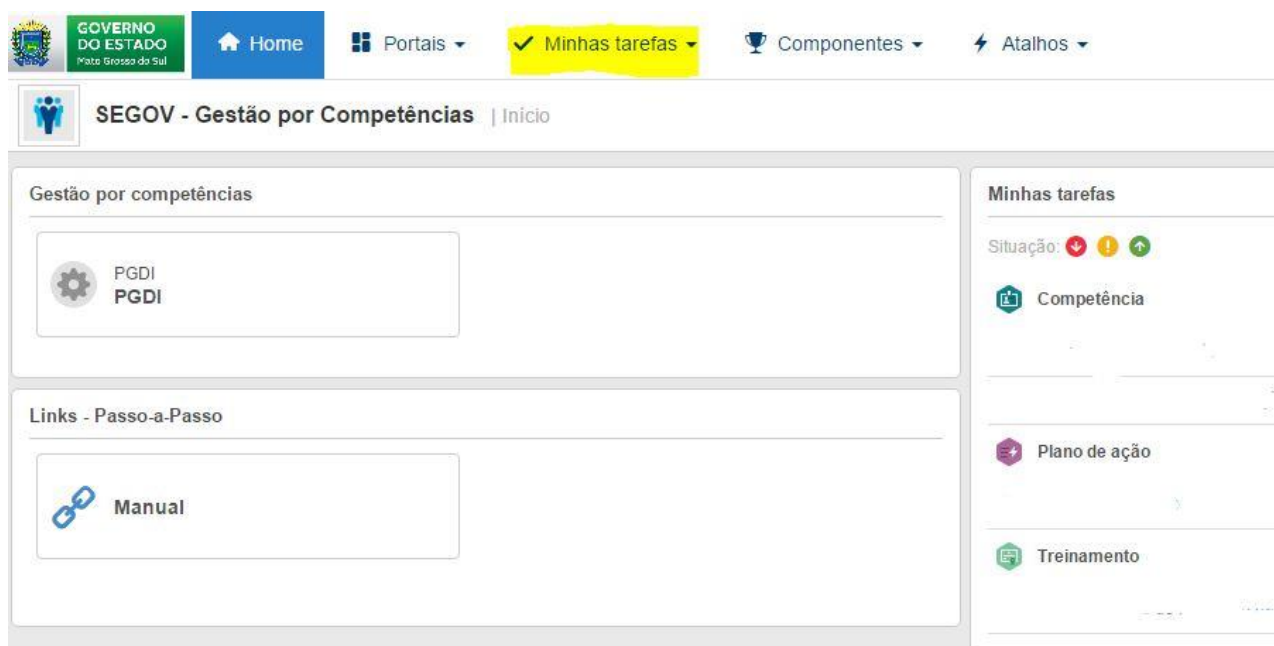 GOVERNO
DO ESTADO
Mato Grosso do Sul
Home
Portais
Minhas tarefas
Componentes
Atalhos
SEGOV - Gestão por Competências | Início
Gestão por competências
PGDI
PGDI
Links - Passo-a-Passo
Manual
Minhas tarefas
Situação:
Competência
Plano de ação
Treinamento